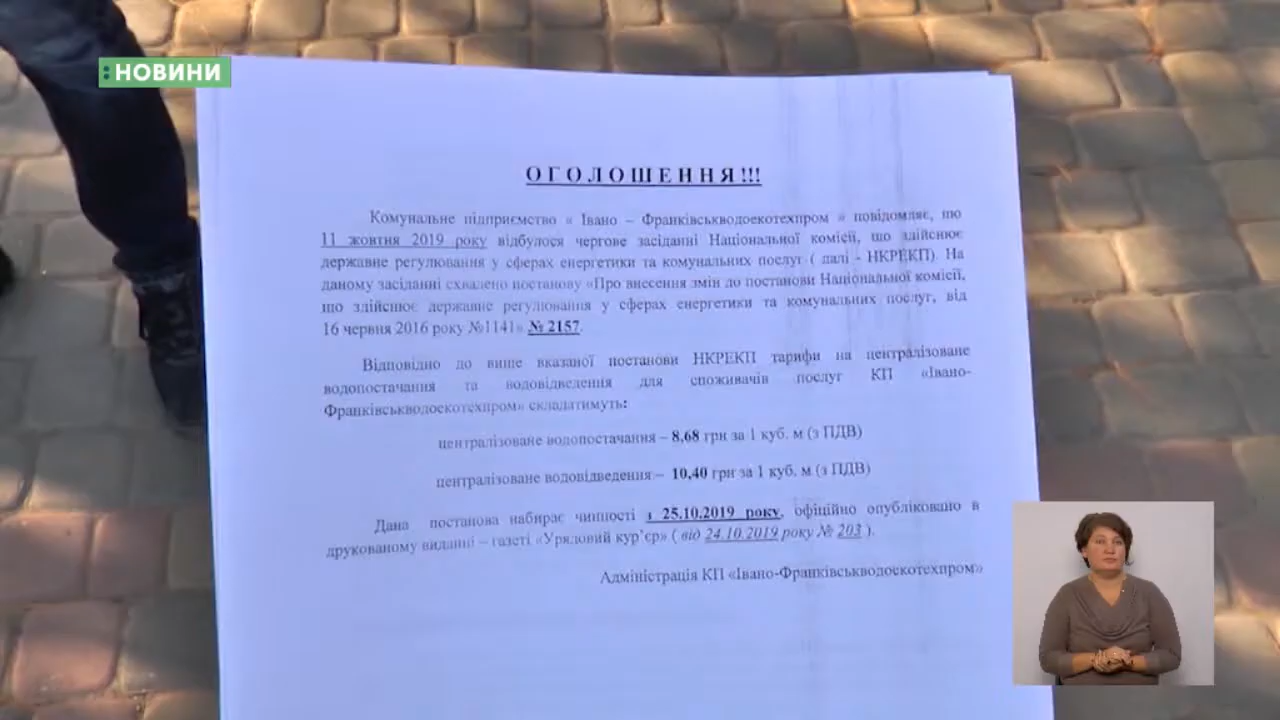 :НОВИНИ
ОГОЛОШЕННЯ!!!
Комунальне підприємство « Івано – Франківськводоекотехпром » повідомляє, що
11 жовтня 2019 року відбулося чергове засіданні Національної комісії, що здійснює
державне регулювання у сферах енергетики та комунальних послуг ( далі - НКРЕКП). На
даному засіданні схвалено постанову «Про внесення змін до постанови Національної комісії,
що здійснює державне регулювання у сферах енергетики та комунальних послуг, від
16 червня 2016 року №1141» № 2157.
Відповідно до вище вказаної постанови НКРЕКП тарифи на централізоване
водопостачання та водовідведення для споживачів послуг КП «Івано-
Франківськводоекотехпром» складатимуть:
централізоване водопостачання – 8,68 грн за 1 куб. м (з ПДВ)
централізоване водовідведення – 10,40 грн за 1 куб. м (з ПДВ)
Дана постанова набирає чинності з 25.10.2019 року, офіційно опубліковано в
друкованому виданні – газеті «Урядовий кур’єр» ( від 24.10.2019 року № 203 ).
Адміністрація КП «Івано-Франківськводоекотехпром»